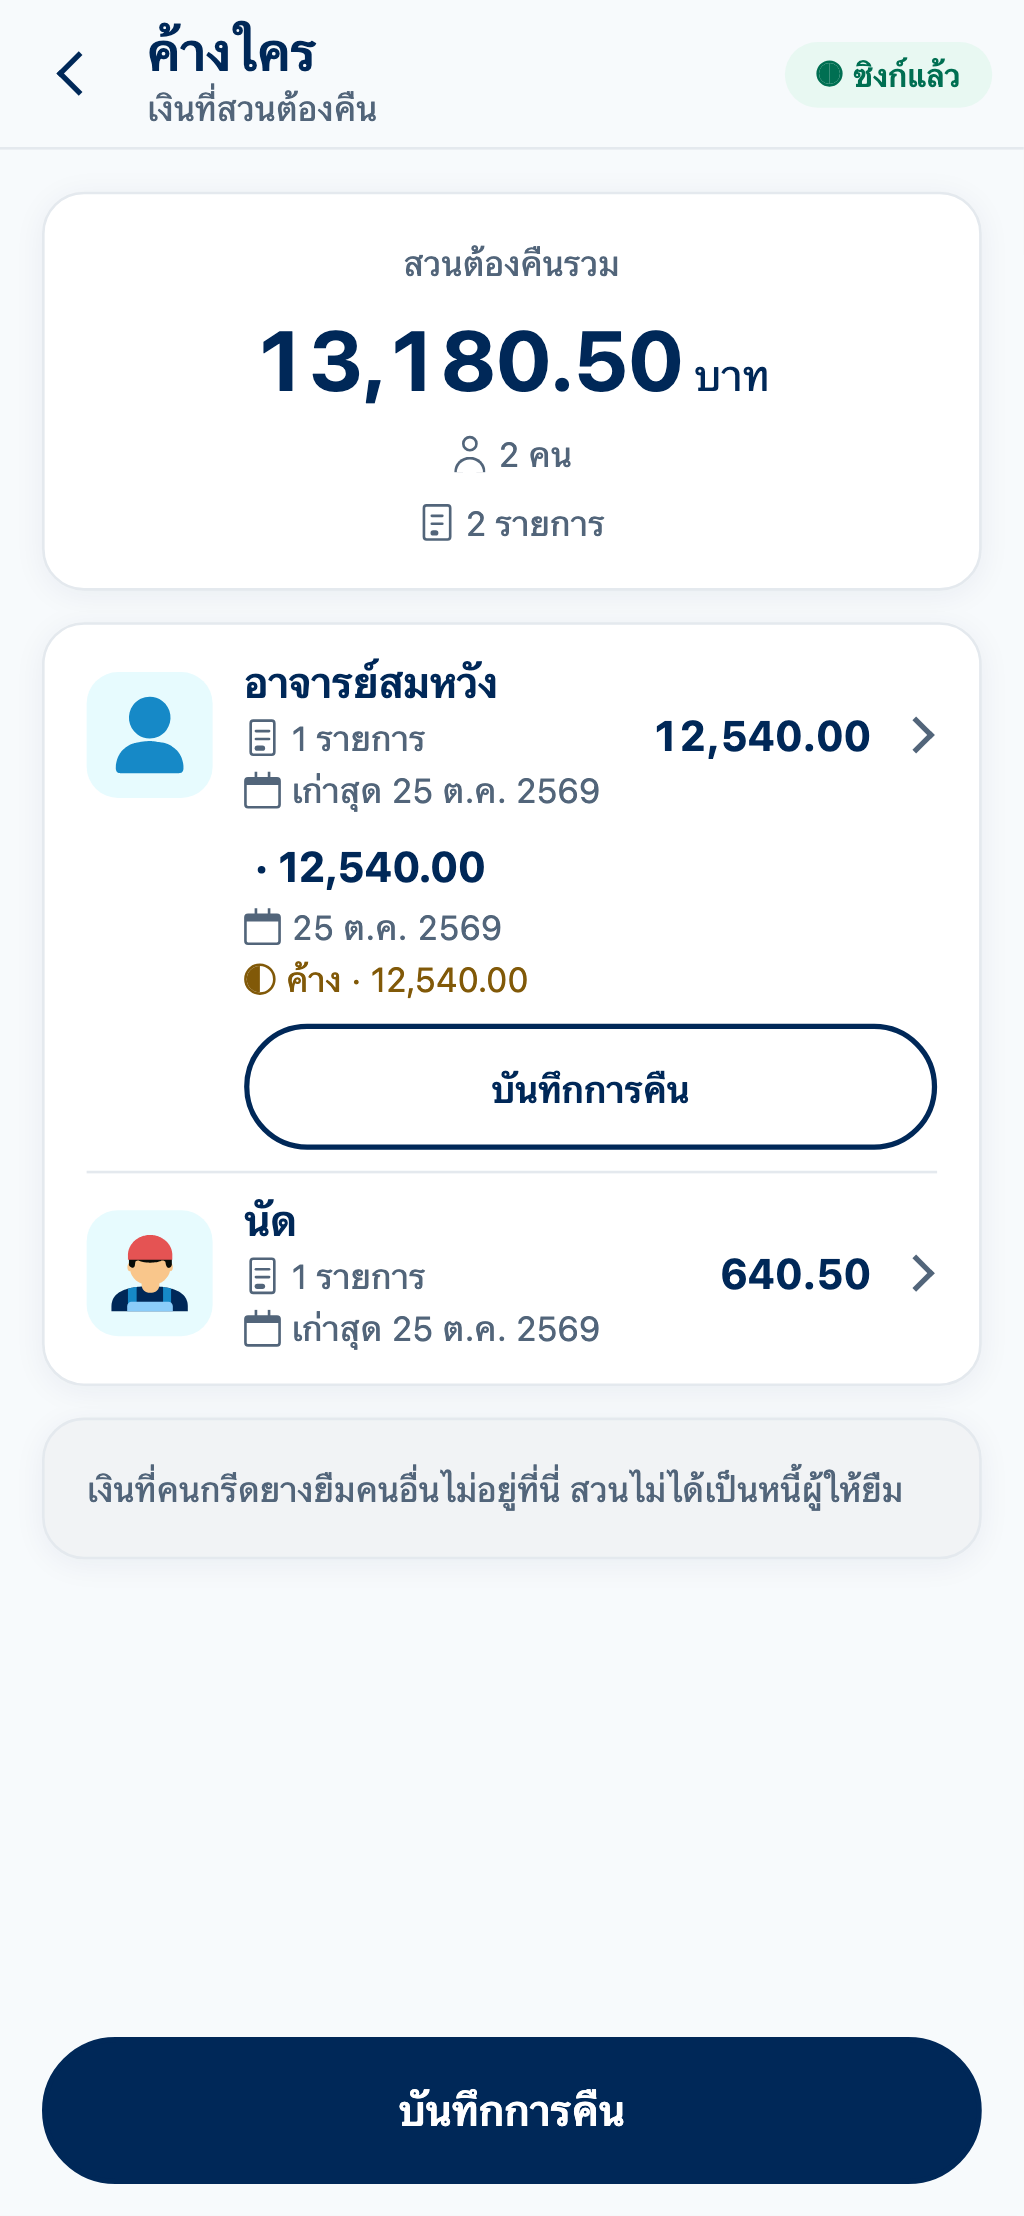 ค้างใคร
เงินที่สวนต้องคืน
ซิงก์แล้ว
สวนต้องคืนรวม
13,180.50 บาท
2 คน
2 รายการ
อาจารย์สมหวัง
1 รายการ
12,540.00
เก่าสุด 25 ต.ค. 2569
· 12,540.00
25 ต.ค. 2569
ค้าง · 12,540.00
บันทึกการคืน
นัด
1 รายการ
640.50
เก่าสุด 25 ต.ค. 2569
เงินที่คนกรีดยางยืมคนอื่นไม่อยู่ที่นี่ สวนไม่ได้เป็นหนี้ผู้ให้ยืม
บันทึกการคืน